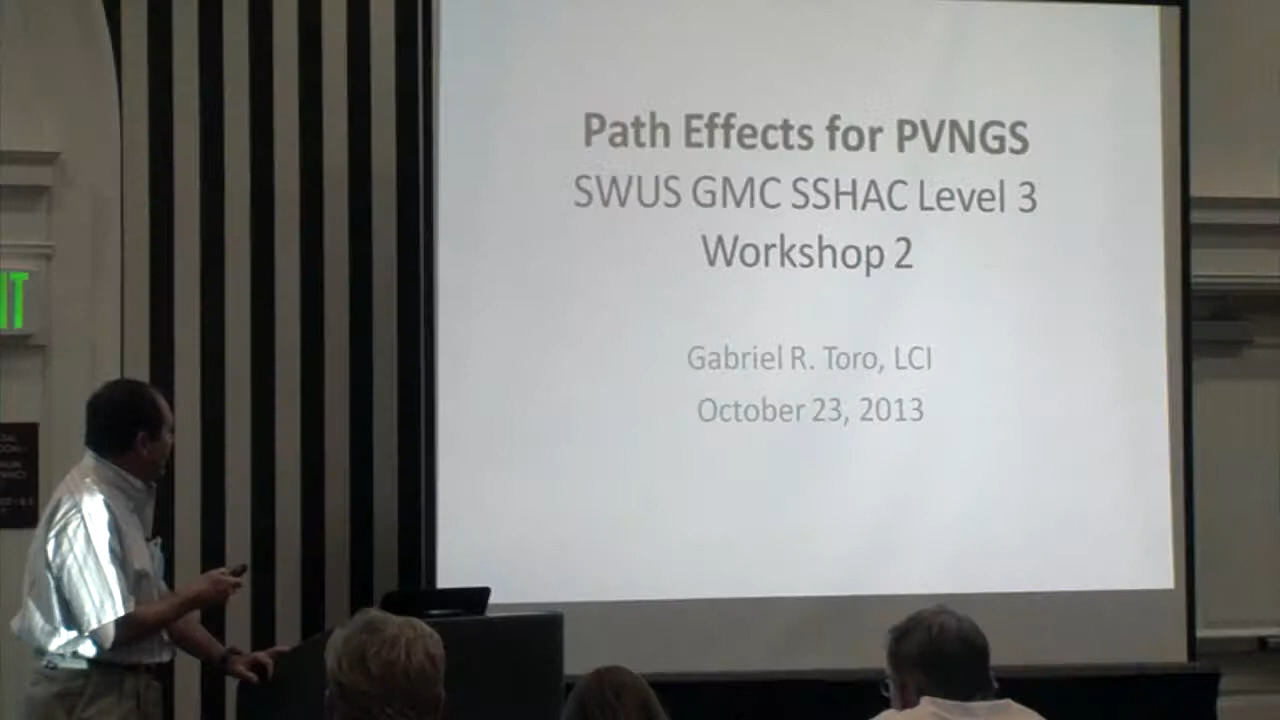 Path Effects for PVNGS
SWUS GMC SSHAC Level 3
Workshop 2
Gabriel R. Toro, LCI
October 23, 2013
IT